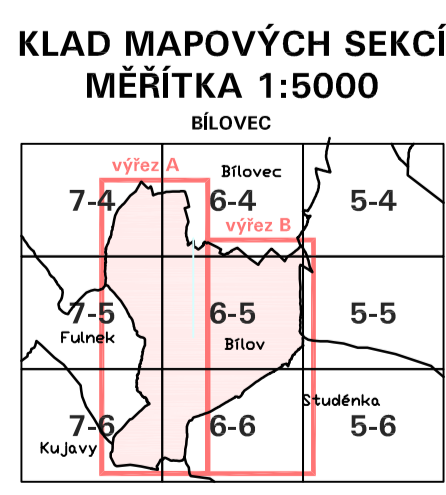 KLAD MAPOVÝCH SEKCÍ
MĚŘÍTKA 1:5000
BÍLOVEC
výřez A
Bílovec
7-4
6-4
5-4
výřez B
7-5
6-5
5-5
Fulnek
Bílov
Studénka
7-6
6-6
5-6
Kujavy